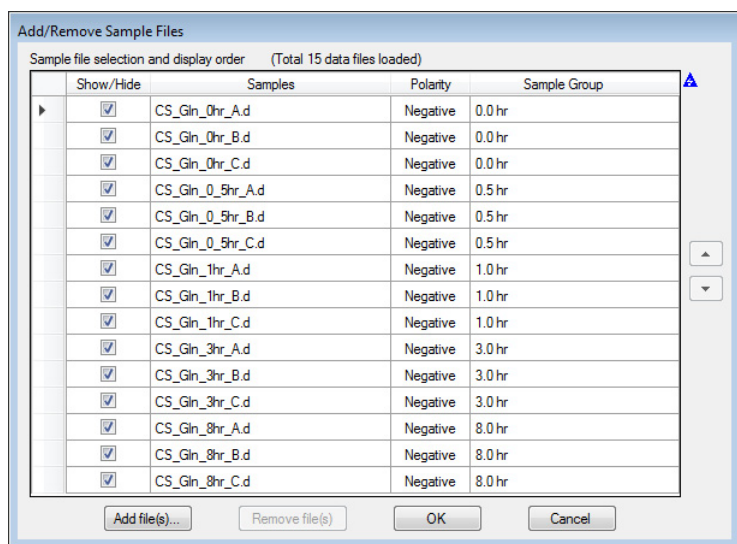 Add/Remove Sample Files
Sample file selection and display order (Total 15 data files loaded)
Show/Hide Samples Polarity Sample Group
CS_Gln_0hr_A.d Negative 0.0 hr
CS_Gln_0hr_B.d Negative 0.0 hr
CS_Gln_0hr_C.d Negative 0.0 hr
CS_Gln_0_5hr_A.d Negative 0.5 hr
CS_Gln_0_5hr_B.d Negative 0.5 hr
CS_Gln_0_5hr_C.d Negative 0.5 hr
CS_Gln_1hr_A.d Negative 1.0 hr
CS_Gln_1hr_B.d Negative 1.0 hr
CS_Gln_1hr_C.d Negative 1.0 hr
CS_Gln_3hr_A.d Negative 3.0 hr
CS_Gln_3hr_B.d Negative 3.0 hr
CS_Gln_3hr_C.d Negative 3.0 hr
CS_Gln_8hr_A.d Negative 8.0 hr
CS_Gln_8hr_B.d Negative 8.0 hr
CS_Gln_8hr_C.d Negative 8.0 hr
Add file(s)... Remove file(s) OK Cancel